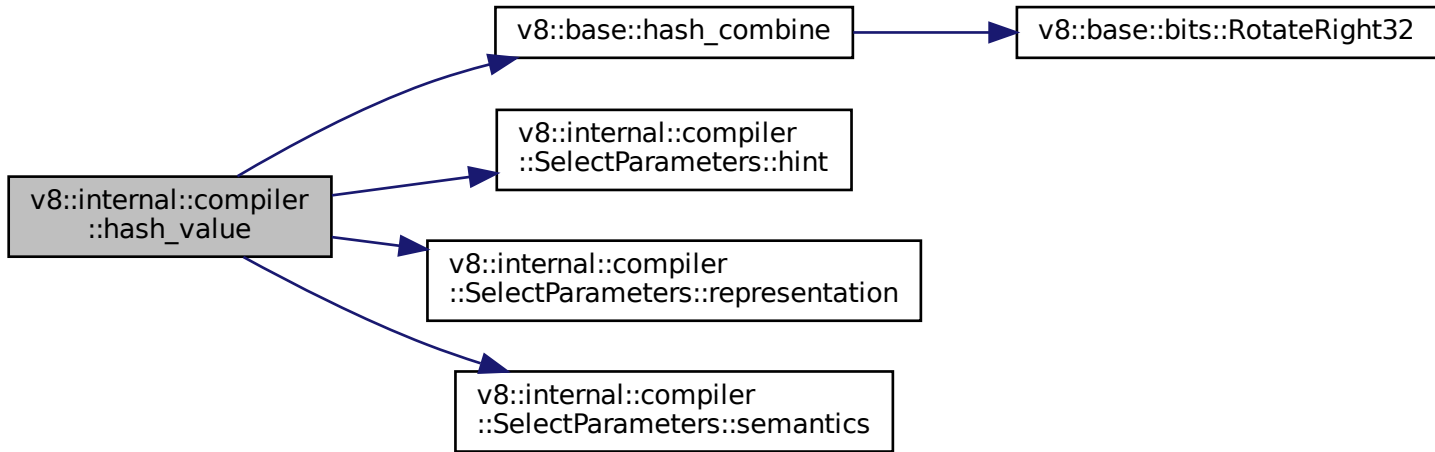 v8::base::hash_combine
v8::base::bits::RotateRight32
v8::internal::compiler
::SelectParameters::hint
v8::internal::compiler
::hash_value
v8::internal::compiler
::SelectParameters::representation
v8::internal::compiler
::SelectParameters::semantics